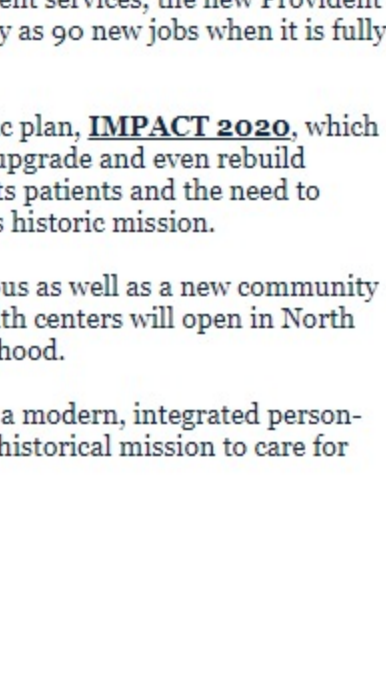 services, the new Provident
y as 90 new jobs when it is fully
c plan, IMPACT 2020, which
upgrade and even rebuild
ts patients and the need to
s historic mission.
us as well as a new community
th centers will open in North
hood.
a modern, integrated person-
historical mission to care for